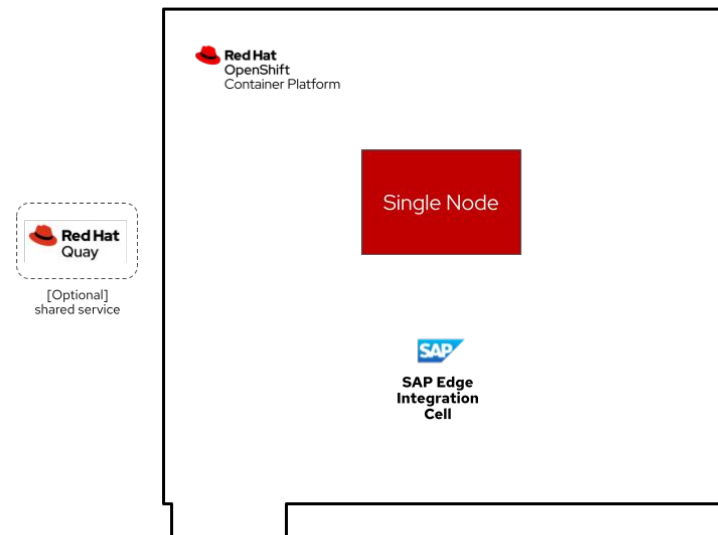 Red Hat
OpenShift
Container Platform
Single Node
Red Hat
Quay
[Optional]
shared service
SAP
SAP Edge
Integration
Cell